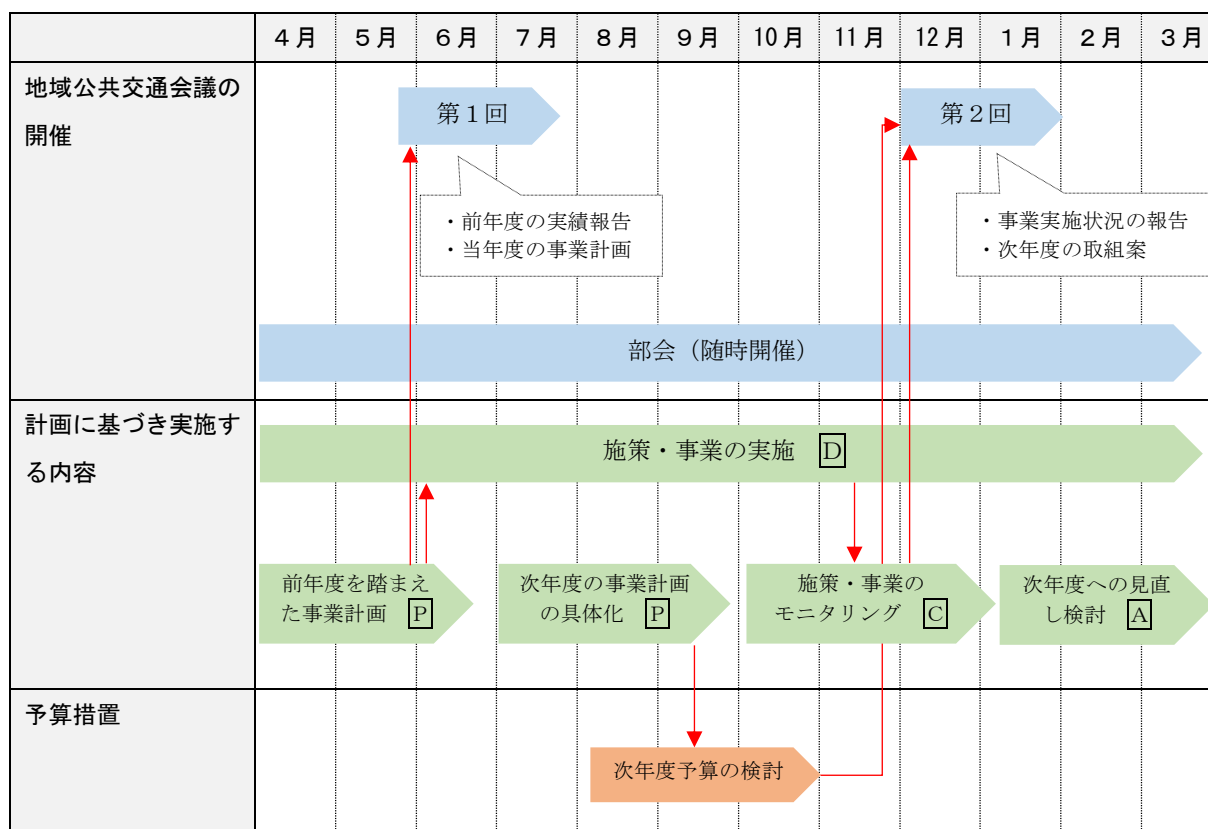 4月 5月 6月 7月 8月 9月 10月 11月 12月 1月 2月 3月
地域公共交通会議の
開催
第1回
第2回
・前年度の実績報告
・当年度の事業計画
・事業実施状況の報告
・次年度の取組案
部会（随時開催）
計画に基づき実施す
る内容
施策・事業の実施 D
前年度を踏まえ
た事業計画 P
次年度の事業計画
の具体化 P
施策・事業の
モニタリング C
次年度への見直
し検討 A
予算措置
次年度予算の検討